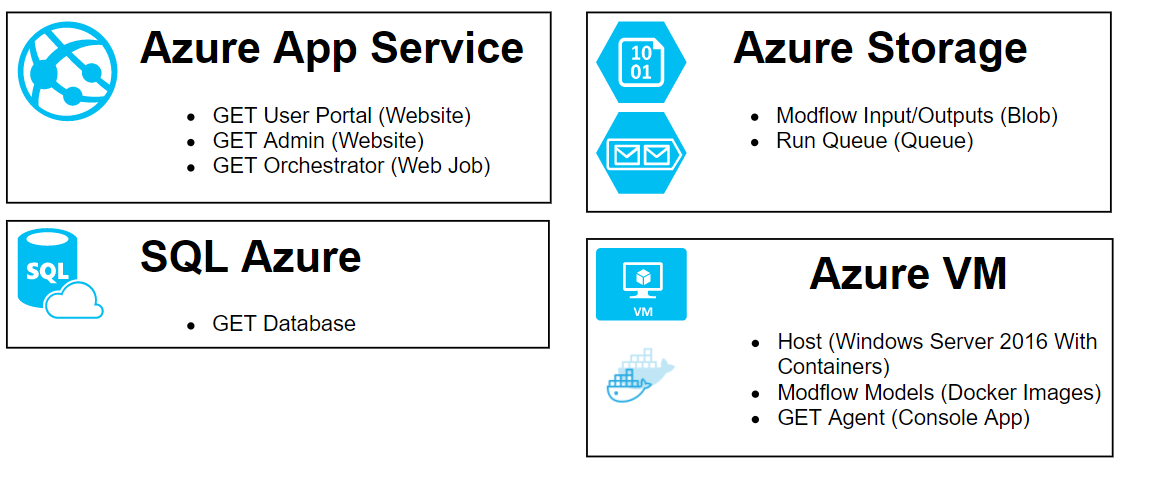 Azure App Service
• GET User Portal (Website)
• GET Admin (Website)
• GET Orchestrator (Web Job)
10
01
Azure Storage
• Modflow Input/Outputs (Blob)
• Run Queue (Queue)
SQL
SQL Azure
• GET Database
VM
Azure VM
• Host (Windows Server 2016 With
Containers)
• Modflow Models (Docker Images)
• GET Agent (Console App)